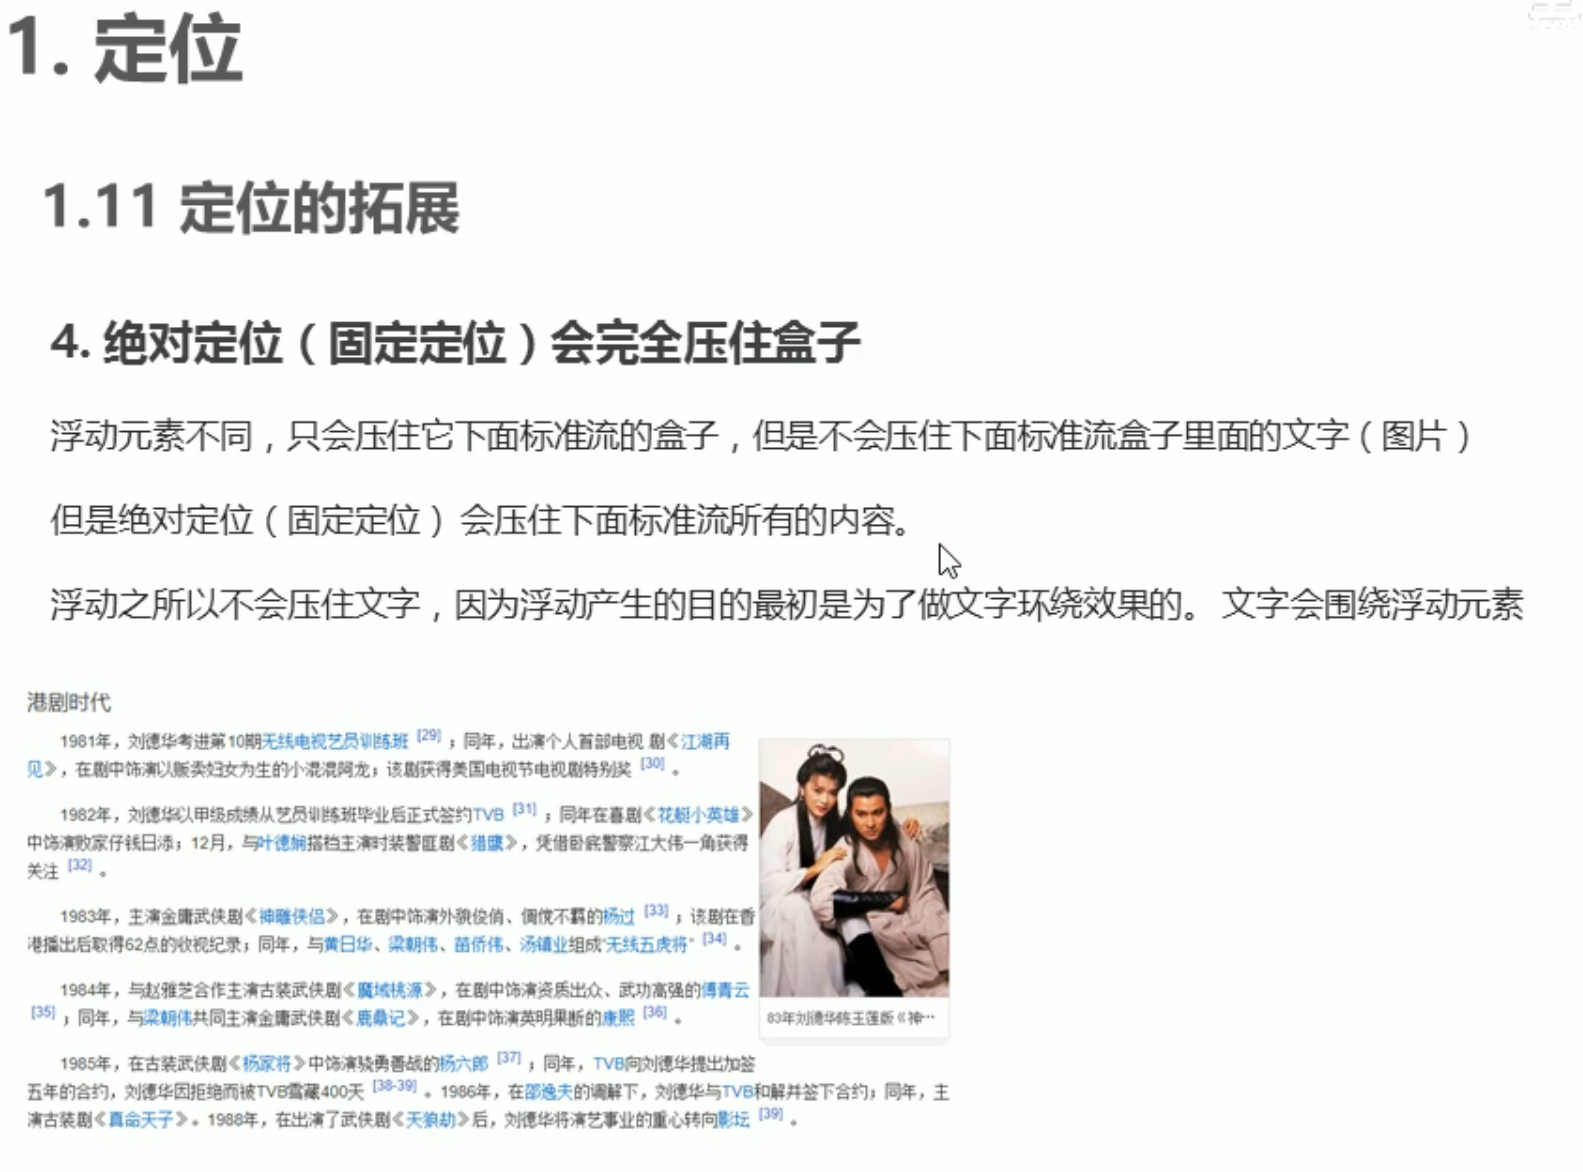 1. 定位
1.11 定位的拓展
4. 绝对定位（固定定位）会完全压住盒子
浮动元素不同，只会压住它下面标准流的盒子，但是不会压住下面标准流盒子里面的文字（图片）
但是绝对定位（固定定位） 会压住下面标准流所有的内容。
浮动之所以不会压住文字，因为浮动产生的目的最初是为了做文字环绕效果的。 文字会围绕浮动元素
港剧时代
1981年，刘德华考进第10期无线电视艺员训练班 [29] ；同年，出演个人首部电视 剧《江湖再
见》，在剧中饰演以贩卖妇女为生的小混混阿龙；该剧获得美国电视节电视剧特别奖 [30] 。
1982年，刘德华以甲级成绩从艺员训练班毕业后正式签约TVB [31] ；同年在喜剧《花艇小英雄》
中饰演败家仔钱日添；12月，与叶德娴搭档主演时装警匪剧《猎鹰》，凭借卧底警察江大伟一角获得
关注 [32] 。
1983年，主演金庸武侠剧《神雕侠侣》，在剧中饰演外貌俊俏、倜傥不羁的杨过 [33] ；该剧在香
港播出后取得62点的收视纪录；同年，与黄日华、梁朝伟、苗侨伟、汤镇业组成“无线五虎将” [34] 。
1984年，与赵雅芝合作主演古装武侠剧《魔域桃源》，在剧中饰演资质出众、武功高强的傅青云
[35] ；同年，与梁朝伟共同主演金庸武侠剧《鹿鼎记》，在剧中饰演英明果断的康熙 [36] 。
1985年，在古装武侠剧《杨家将》中饰演骁勇善战的杨六郎 [37] ；同年，TVB向刘德华提出加签
五年的合约，刘德华因拒绝而被TVB雪藏400天 [38-39] 。1986年，在邵逸夫的调解下，刘德华与TVB和解并签下合约；同年，主
演古装剧《真命天子》。1988年，在出演了武侠剧《天狼劫》后，刘德华将演艺事业的重心转向影坛 [39] 。
83年刘德华陈玉莲版《神…